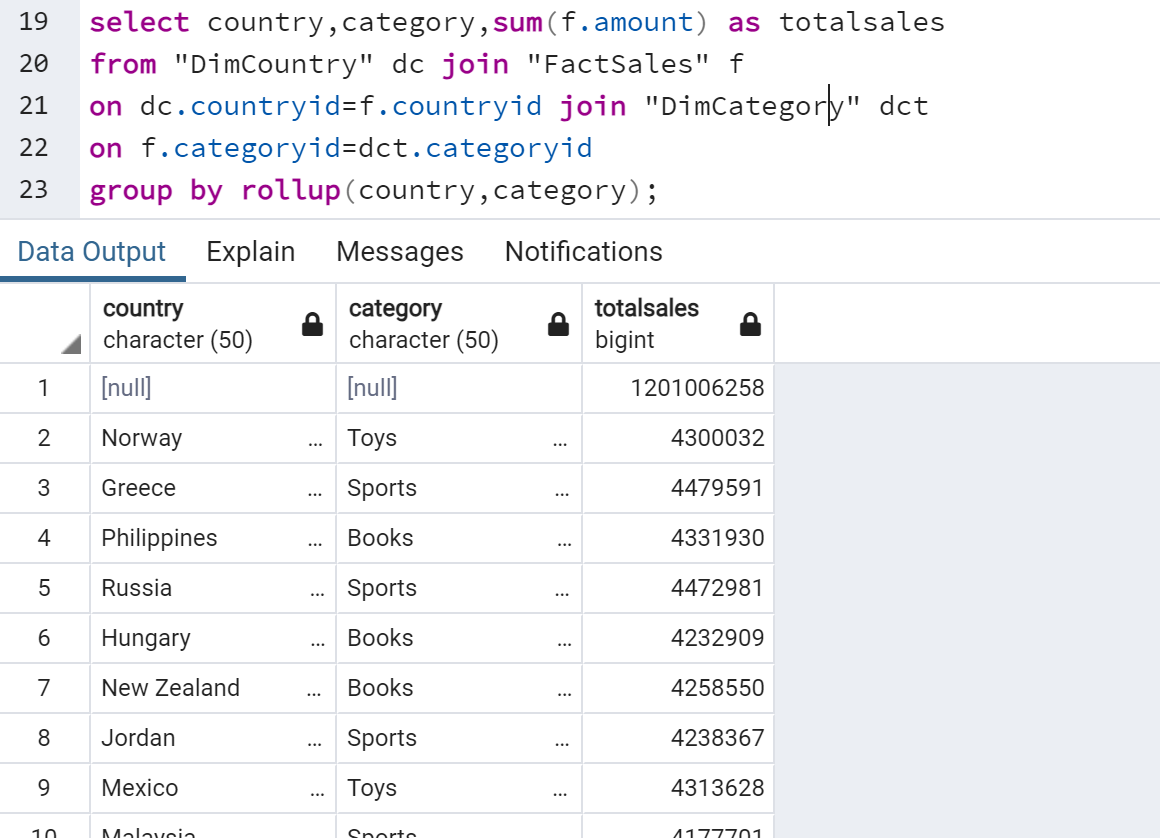 19 select country,category,sum(f.amount) as totalsales
20 from "DimCountry" dc join "FactSales" f
21 on dc.countryid=f.countryid join "DimCategory" dct
22 on f.categoryid=dct.categoryid
23 group by rollup(country,category);
Data Output Explain Messages Notifications
country category totalsales
character (50) character (50) bigint
1 [null] [null] 1201006258
2 Norway ... Toys ... 4300032
3 Greece ... Sports ... 4479591
4 Philippines ... Books ... 4331930
5 Russia ... Sports ... 4472981
6 Hungary ... Books ... 4232909
7 New Zealand ... Books ... 4258550
8 Jordan ... Sports ... 4238367
9 Mexico ... Toys ... 4313628
10 Malaysia Sports 4177701